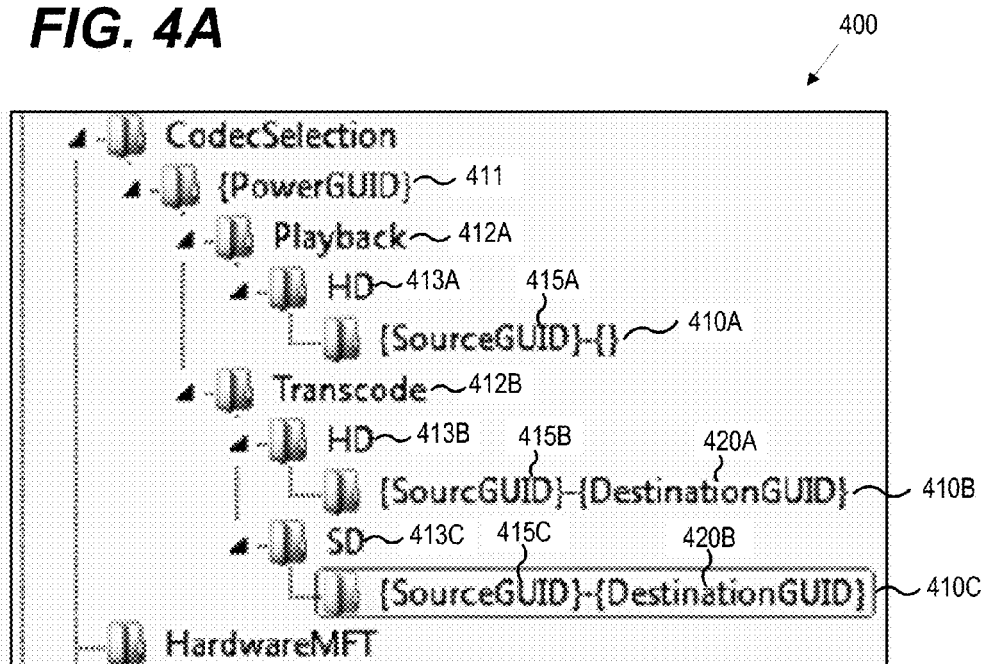 FIG. 4A
400
CodecSelection
{PowerGUID} 411
Playback 412A
HD 413A 415A
{SourceGUID}-{} 410A
Transcode 412B
HD 413B 415B 420A
{SourcGUID}-{DestinationGUID} 410B
SD 413C 415C 420B
{SourceGUID}-{DestinationGUID} 410C
HardwareMFT